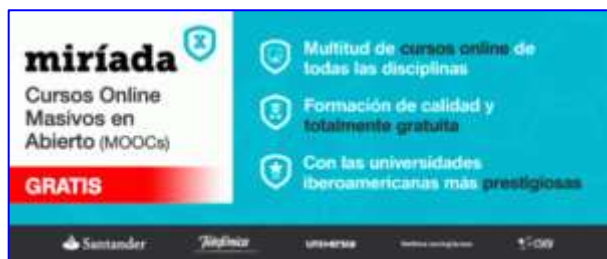 miríada X
Cursos Online
Masivos en
Abierto (MOOCs)
GRATIS
Multitud de cursos online de
todas las disciplinas
Formación de calidad y
totalmente gratuita
Con las universidades
iberoamericanas más prestigiosas
Santander
Telefónica
universia